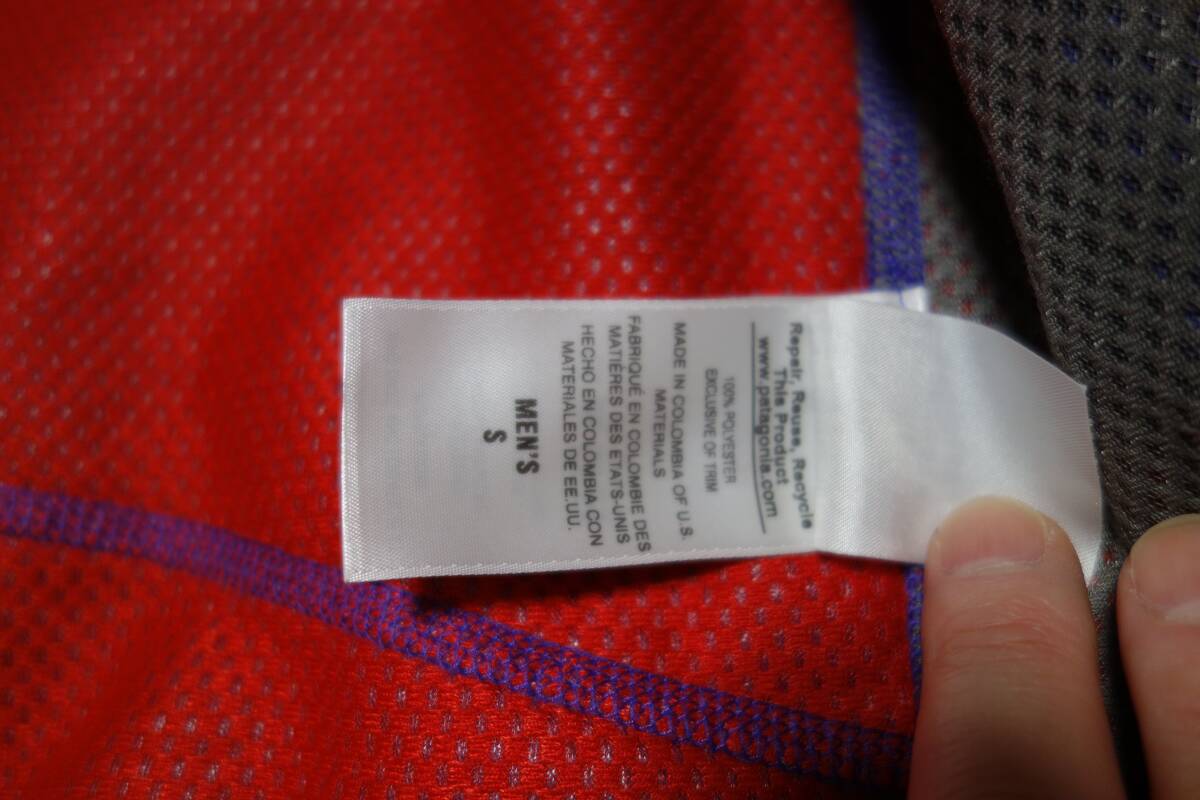 Repair, Reuse, Recycle
This Product
www.patagonia.com
100% POLYESTER
EXCLUSIVE OF TRIM
MADE IN COLOMBIA OF U.S.
MATERIALS
FABRIQUÉ EN COLOMBIE DES
MATIÈRES DES ETATS-UNIS
HECHO EN COLOMBIA CON
MATERIALES DE EE.UU.
MEN'S
S